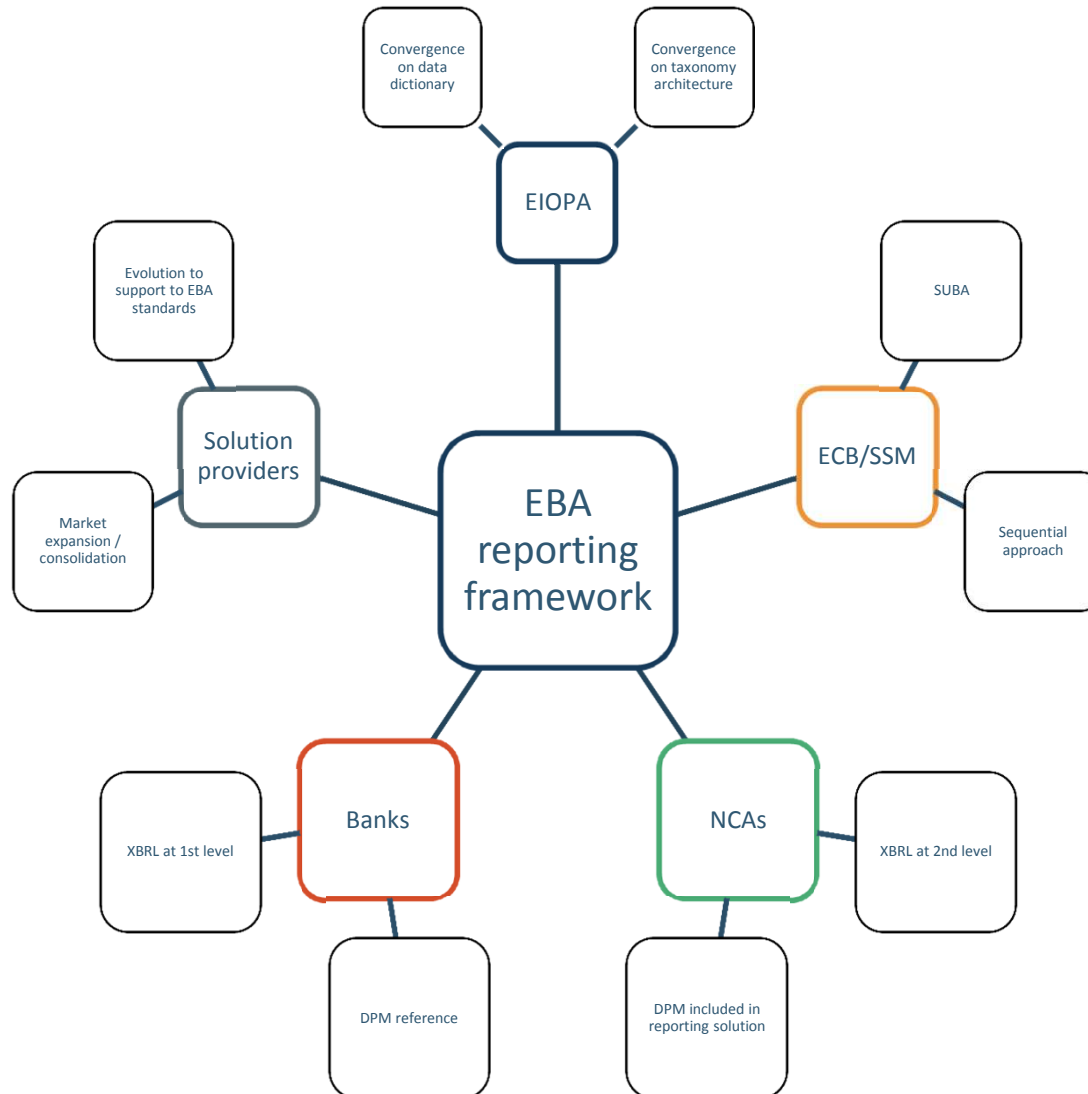 Convergence
on data
dictionary
Convergence
on taxonomy
architecture
EIOPA
Evolution to
support to EBA
standards
SUBA
Solution
providers
ECB/SSM
Market
expansion /
consolidation
EBA
reporting
framework
Sequential
approach
XBRL at 1st level
Banks
NCAs
XBRL at 2nd level
DPM reference
DPM included in
reporting solution